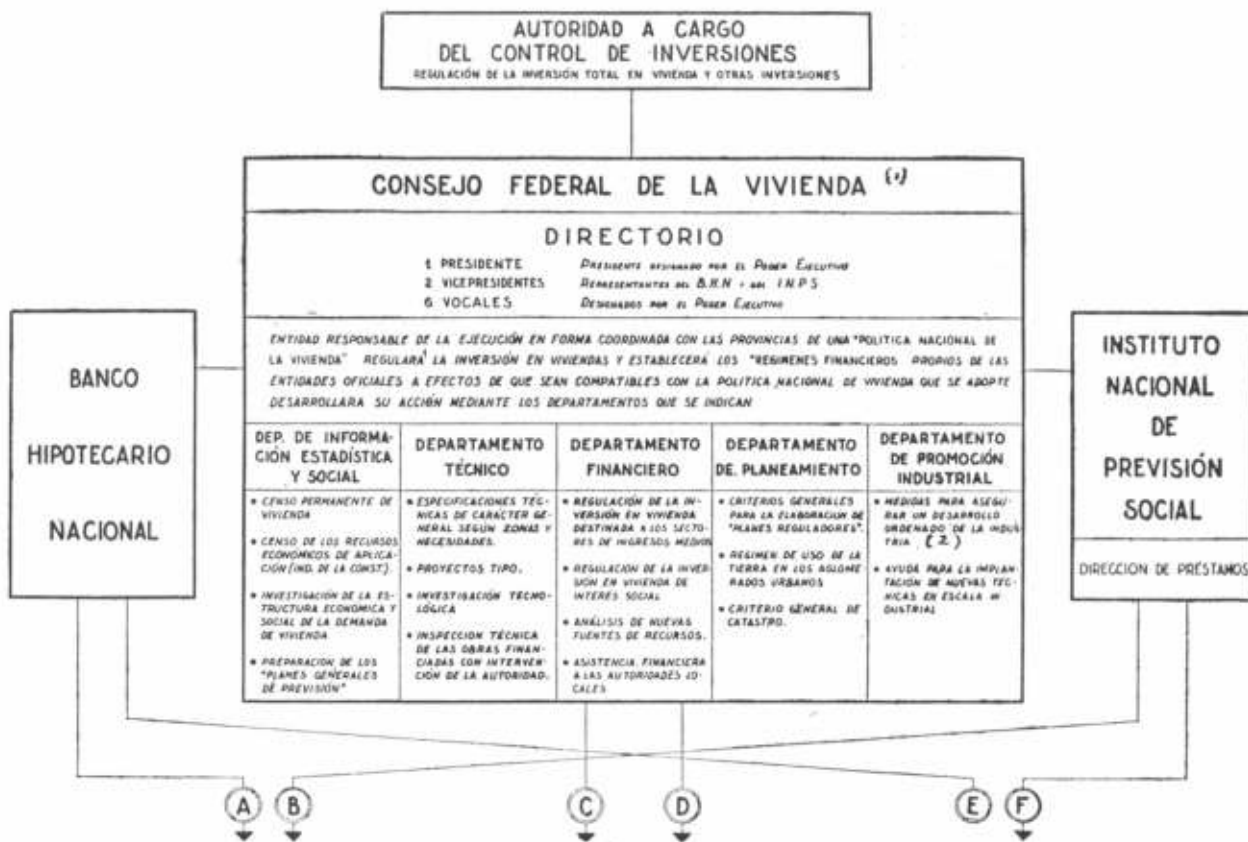 AUTORIDAD A CARGO
DEL CONTROL DE INVERSIONES
REGULACIÓN DE LA INVERSIÓN TOTAL EN VIVIENDA Y OTRAS INVERSIONES
CONSEJO FEDERAL DE LA VIVIENDA (1)
DIRECTORIO
1 PRESIDENTE PRESIDENTE DESIGNADO POR EL PODER EJECUTIVO
2 VICEPRESIDENTES REPRESENTANTES DEL B.H.N Y DEL I.N.P.S
6 VOCALES DESIGNADOS POR EL PODER EJECUTIVO
ENTIDAD RESPONSABLE DE LA EJECUCIÓN EN FORMA COORDINADA CON LAS PROVINCIAS DE UNA "POLITICA NACIONAL DE
LA VIVIENDA" REGULARÁ LA INVERSIÓN EN VIVIENDAS Y ESTABLECERÁ LOS "REGIMENES FINANCIEROS PROPIOS DE LAS
ENTIDADES OFICIALES A EFECTOS DE QUE SEAN COMPATIBLES CON LA POLITICA NACIONAL DE VIVIENDA QUE SE ADOPTE
DESARROLLARA SU ACCIÓN MEDIANTE LOS DEPARTAMENTOS QUE SE INDICAN
BANCO
HIPOTECARIO
NACIONAL
DEP. DE INFORMA-
CIÓN ESTADÍSTICA
Y SOCIAL
• CENSO PERMANENTE DE
VIVIENDA
• CENSO DE LOS RECURSOS
ECONÓMICOS DE APLICA-
CIÓN (IND. DE LA CONST.)
• INVESTIGACIÓN DE LA ES-
TRUCTURA ECONOMICA Y
SOCIAL DE LA DEMANDA
DE VIVIENDA
• PREPARACIÓN DE LOS
"PLANES GENERALES
DE PREVISIÓN"
DEPARTAMENTO
TÉCNICO
• ESPECIFICACIONES TÉC-
NICAS DE CARÁCTER GE-
NERAL SEGÚN ZONAS Y
NECESIDADES.
• PROYECTOS TIPO.
• INVESTIGACIÓN TECNO-
LÓGICA
• INSPECCIÓN TÉCNICA
DE LAS OBRAS FINAN-
CIADAS CON INTERVEN-
CIÓN DE LA AUTORIDAD.
DEPARTAMENTO
FINANCIERO
• REGULACIÓN DE LA IN-
VERSIÓN EN VIVIENDA
DESTINADA A LOS SECTO-
RES DE INGRESOS MEDIOS
• REGULACION DE LA INVER
SIÓN EN VIVIENDA DE
INTERÉS SOCIAL
• ANÁLISIS DE NUEVAS
FUENTES DE RECURSOS.
• ASISTENCIA FINANCIERA
A LAS AUTORIDADES LO-
CALES
DEPARTAMENTO
DE PLANEAMIENTO
• CRITERIOS GENERALES
PARA LA ELABORACION DE
"PLANES REGULADORES".
• REGIMEN DE USO DE LA
TIERRA EN LOS AGLOME
RADOS URBANOS
• CRITERIO GENERAL DE
CATASTRO.
DEPARTAMENTO
DE PROMOCIÓN
INDUSTRIAL
• MEDIDAS PARA ASEGU-
RAR UN DESARROLLO
ORDENADO DE LA INDUS
TRIA (2)
• AYUDA PARA LA IMPLAN-
TACIÓN DE NUEVAS TÉC-
NICAS EN ESCALA IN
DUSTRIAL
INSTITUTO
NACIONAL
DE
PREVISIÓN
SOCIAL
DIRECCION DE PRÉSTAMOS
A B C D E F